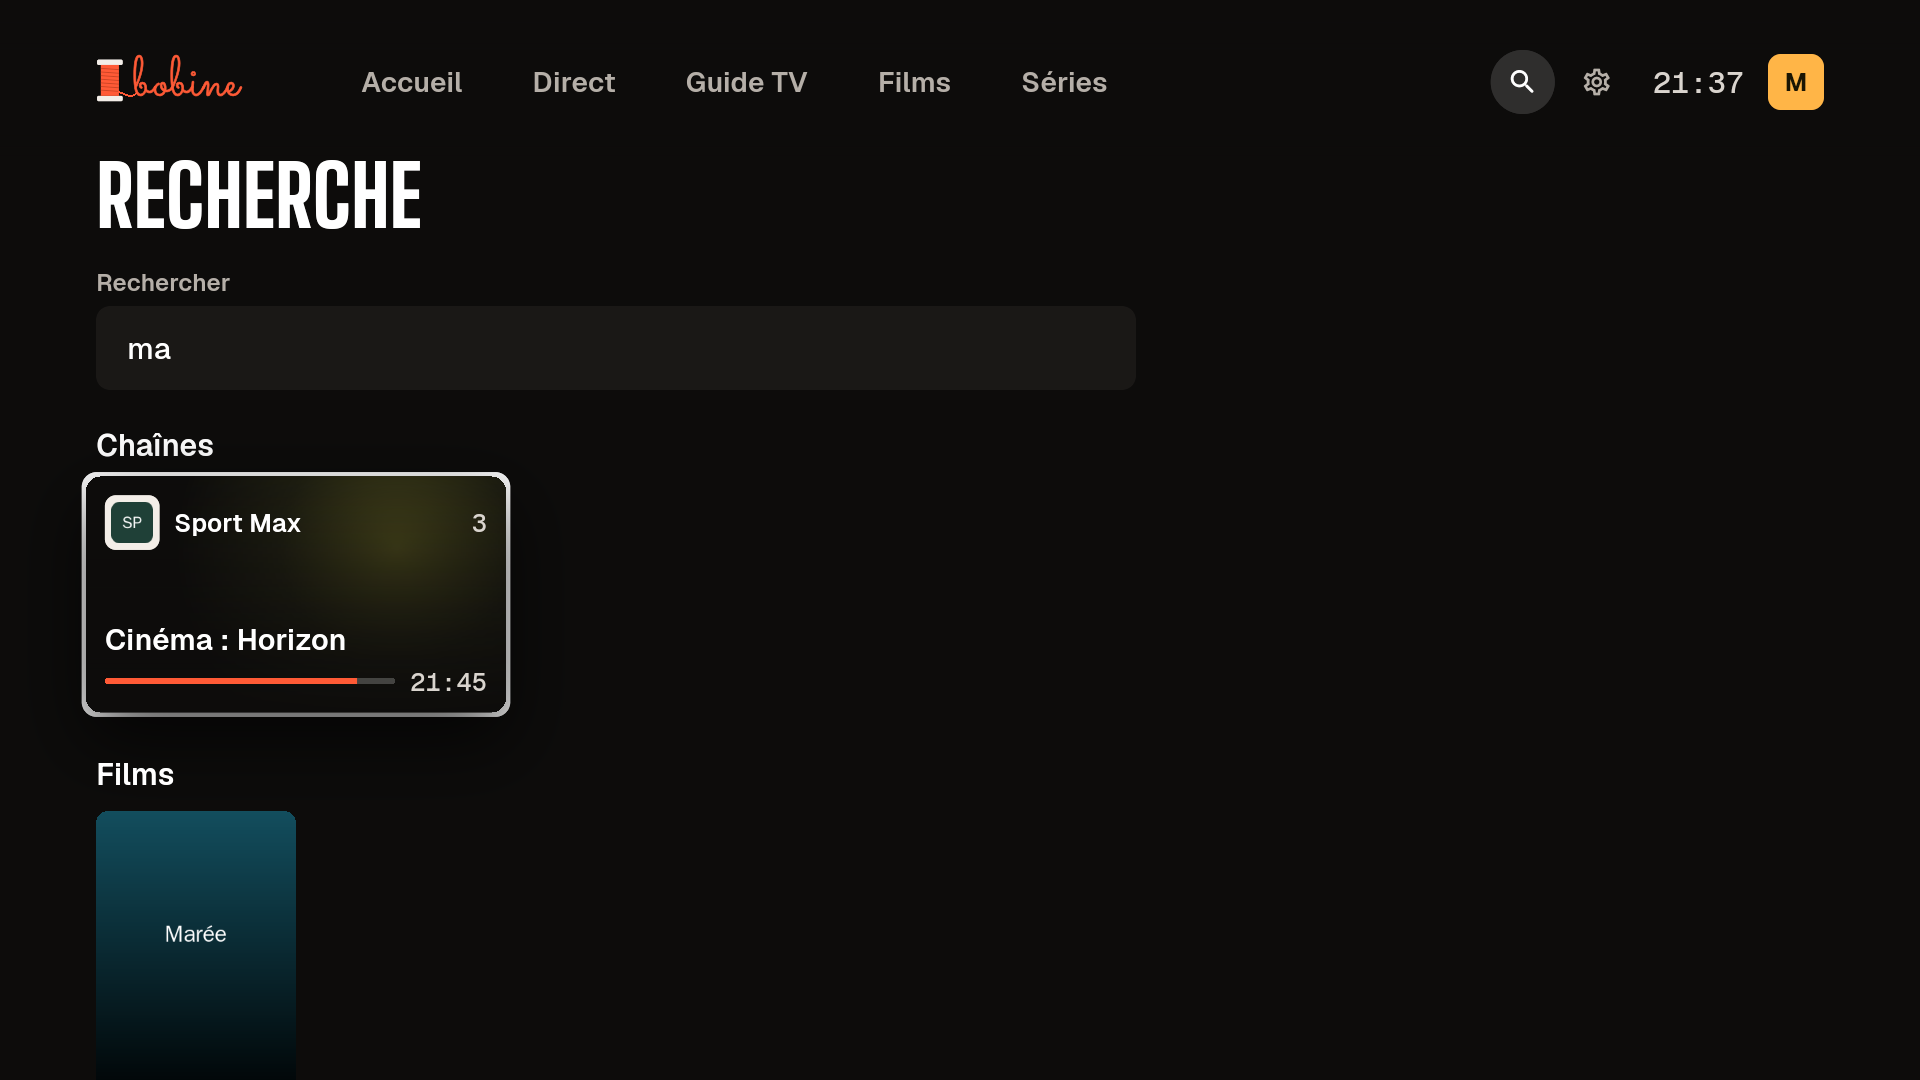 bobine
Accueil
Direct
Guide TV
Films
Séries
21:37
M
RECHERCHE
Rechercher
ma
Chaînes
SP
Sport Max
3
Cinéma : Horizon
21:45
Films
Marée